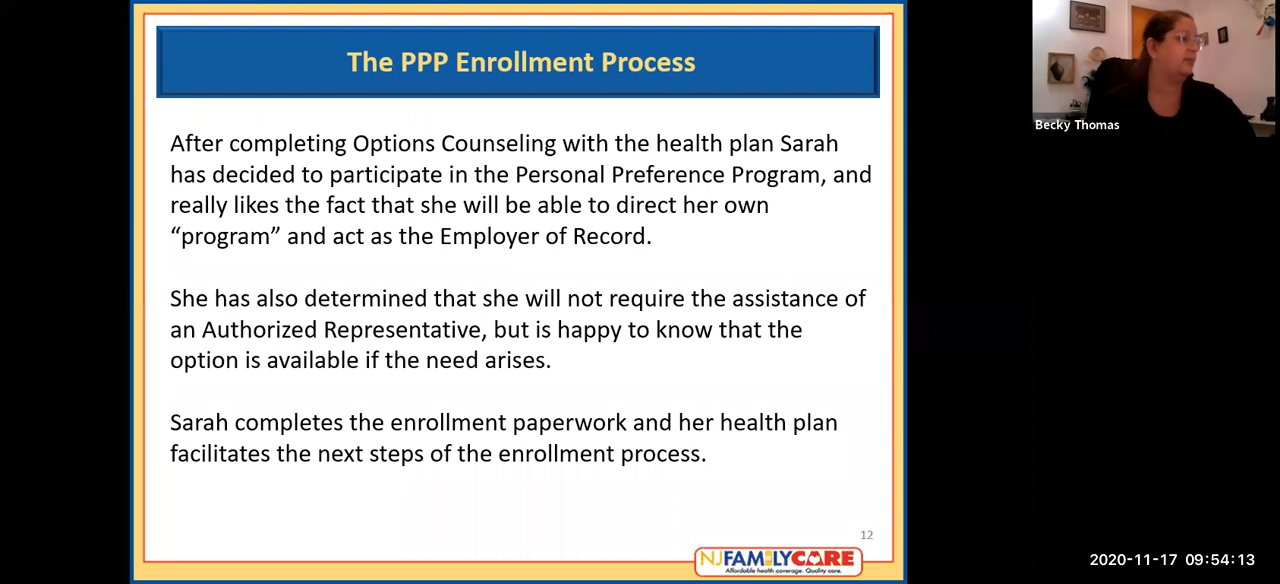 The PPP Enrollment Process
After completing Options Counseling with the health plan Sarah
has decided to participate in the Personal Preference Program, and
really likes the fact that she will be able to direct her own
“program” and act as the Employer of Record.
She has also determined that she will not require the assistance of
an Authorized Representative, but is happy to know that the
option is available if the need arises.
Sarah completes the enrollment paperwork and her health plan
facilitates the next steps of the enrollment process.
12
NJFAMILYCARE
Affordable health coverage. Quality care.
Becky Thomas
2020-11-17 09:54:13